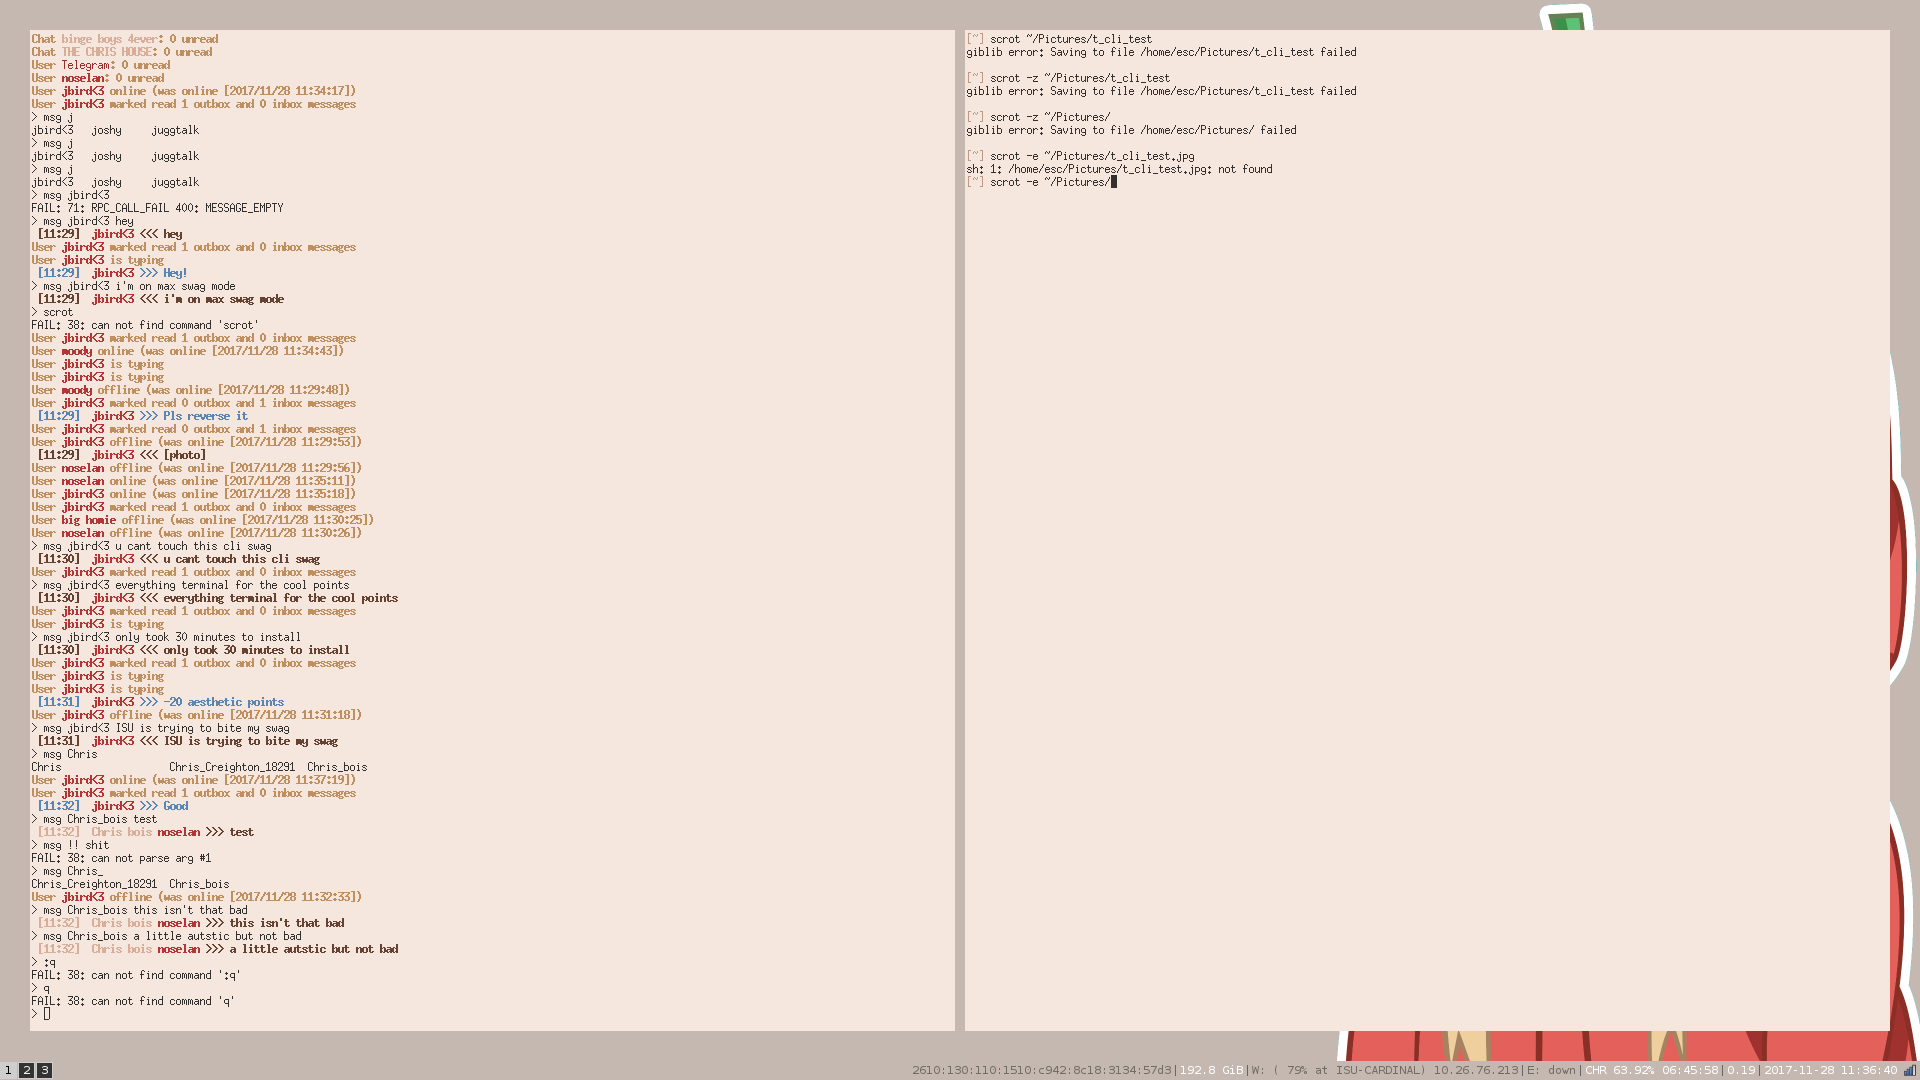 Chat binge boys 4ever: 0 unread
Chat THE CHRIS HOUSE: 0 unread
User Telegram: 0 unread
User noselan: 0 unread
User jbird<3 online (was online [2017/11/28 11:34:17])
User jbird<3 marked read 1 outbox and 0 inbox messages
> msg j
jbird<3   joshy     juggtalk
> msg j
jbird<3   joshy     juggtalk
> msg j
jbird<3   joshy     juggtalk
> msg jbird<3
FAIL: 71: RPC_CALL_FAIL 400: MESSAGE_EMPTY
> msg jbird<3 hey
[11:29]  jbird<3 <<< hey
User jbird<3 marked read 1 outbox and 0 inbox messages
User jbird<3 is typing
[11:29]  jbird<3 >>> Hey!
> msg jbird<3 i'm on max swag mode
[11:29]  jbird<3 <<< i'm on max swag mode
> scrot
FAIL: 38: can not find command 'scrot'
User jbird<3 marked read 1 outbox and 0 inbox messages
User moody online (was online [2017/11/28 11:34:43])
User jbird<3 is typing
User jbird<3 is typing
User moody offline (was online [2017/11/28 11:29:48])
User jbird<3 marked read 0 outbox and 1 inbox messages
[11:29]  jbird<3 >>> Pls reverse it
User jbird<3 marked read 0 outbox and 1 inbox messages
User jbird<3 offline (was online [2017/11/28 11:29:53])
[11:29]  jbird<3 <<< [photo]
User noselan offline (was online [2017/11/28 11:29:56])
User noselan online (was online [2017/11/28 11:35:11])
User jbird<3 online (was online [2017/11/28 11:35:18])
User jbird<3 marked read 1 outbox and 0 inbox messages
User big homie offline (was online [2017/11/28 11:30:25])
User noselan offline (was online [2017/11/28 11:30:26])
> msg jbird<3 u cant touch this cli swag
[11:30]  jbird<3 <<< u cant touch this cli swag
User jbird<3 marked read 1 outbox and 0 inbox messages
> msg jbird<3 everything terminal for the cool points
[11:30]  jbird<3 <<< everything terminal for the cool points
User jbird<3 marked read 1 outbox and 0 inbox messages
User jbird<3 is typing
> msg jbird<3 only took 30 minutes to install
[11:30]  jbird<3 <<< only took 30 minutes to install
User jbird<3 marked read 1 outbox and 0 inbox messages
User jbird<3 is typing
User jbird<3 is typing
[11:31]  jbird<3 >>> -20 aesthetic points
User jbird<3 offline (was online [2017/11/28 11:31:18])
> msg jbird<3 ISU is trying to bite my swag
[11:31]  jbird<3 <<< ISU is trying to bite my swag
> msg Chris
Chris                  Chris_Creighton_18291  Chris_bois
User jbird<3 online (was online [2017/11/28 11:37:19])
User jbird<3 marked read 1 outbox and 0 inbox messages
[11:32]  jbird<3 >>> Good
> msg Chris_bois test
[11:32]  Chris bois noselan >>> test
> msg !! shit
FAIL: 38: can not parse arg #1
> msg Chris_
Chris_Creighton_18291  Chris_bois
User jbird<3 offline (was online [2017/11/28 11:32:33])
> msg Chris_bois this isn't that bad
[11:32]  Chris bois noselan >>> this isn't that bad
> msg Chris_bois a little autstic but not bad
[11:32]  Chris bois noselan >>> a little autstic but not bad
> :q
FAIL: 38: can not find command ':q'
> q
FAIL: 38: can not find command 'q'
>
[~] scrot ~/Pictures/t_cli_test
giblib error: Saving to file /home/esc/Pictures/t_cli_test failed
[~] scrot -z ~/Pictures/t_cli_test
giblib error: Saving to file /home/esc/Pictures/t_cli_test failed
[~] scrot -z ~/Pictures/
giblib error: Saving to file /home/esc/Pictures/ failed
[~] scrot -e ~/Pictures/t_cli_test.jpg
sh: 1: /home/esc/Pictures/t_cli_test.jpg: not found
[~] scrot -e ~/Pictures/
1 2 3 2610:130:110:1510:c942:8c18:3134:57d3|192.8 GiB|W: ( 79% at ISU-CARDINAL) 10.26.76.213|E: down|CHR 63.92% 06:45:58|0.19|2017-11-28 11:36:40